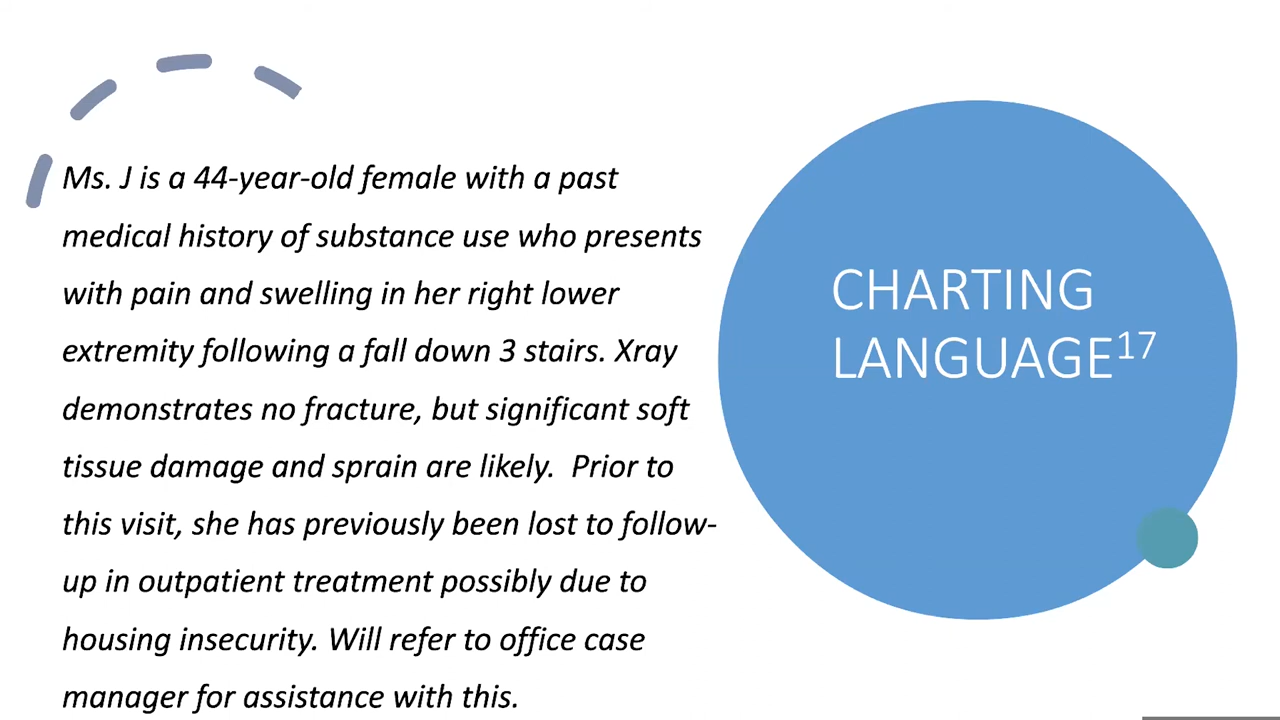 Ms. J is a 44-year-old female with a past
medical history of substance use who presents
with pain and swelling in her right lower
extremity following a fall down 3 stairs. Xray
demonstrates no fracture, but significant soft
tissue damage and sprain are likely.  Prior to
this visit, she has previously been lost to follow-
up in outpatient treatment possibly due to
housing insecurity. Will refer to office case
manager for assistance with this.
CHARTING
LANGUAGE17